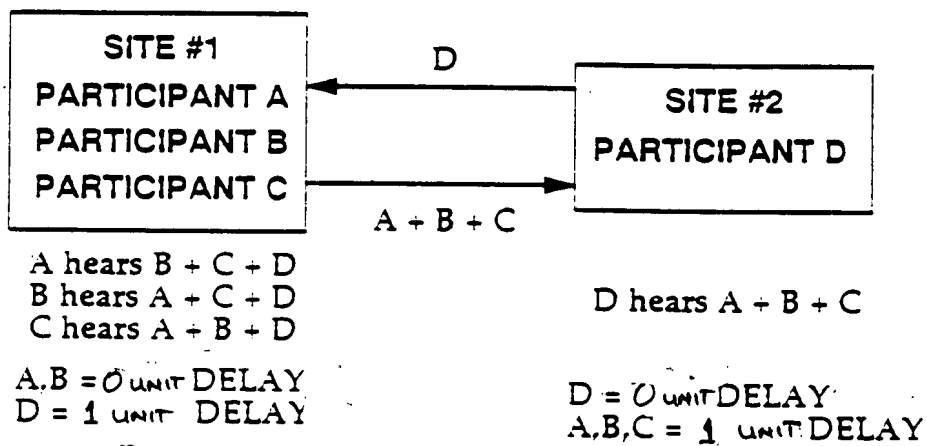 SITE #1
PARTICIPANT A
PARTICIPANT B
PARTICIPANT C
D
A + B + C
SITE #2
PARTICIPANT D
A hears B + C + D
B hears A + C + D
C hears A + B + D
A,B = 0 UNIT DELAY
D = 1 UNIT DELAY
D hears A + B + C
D = 0 UNIT DELAY
A,B,C = 1 UNIT DELAY